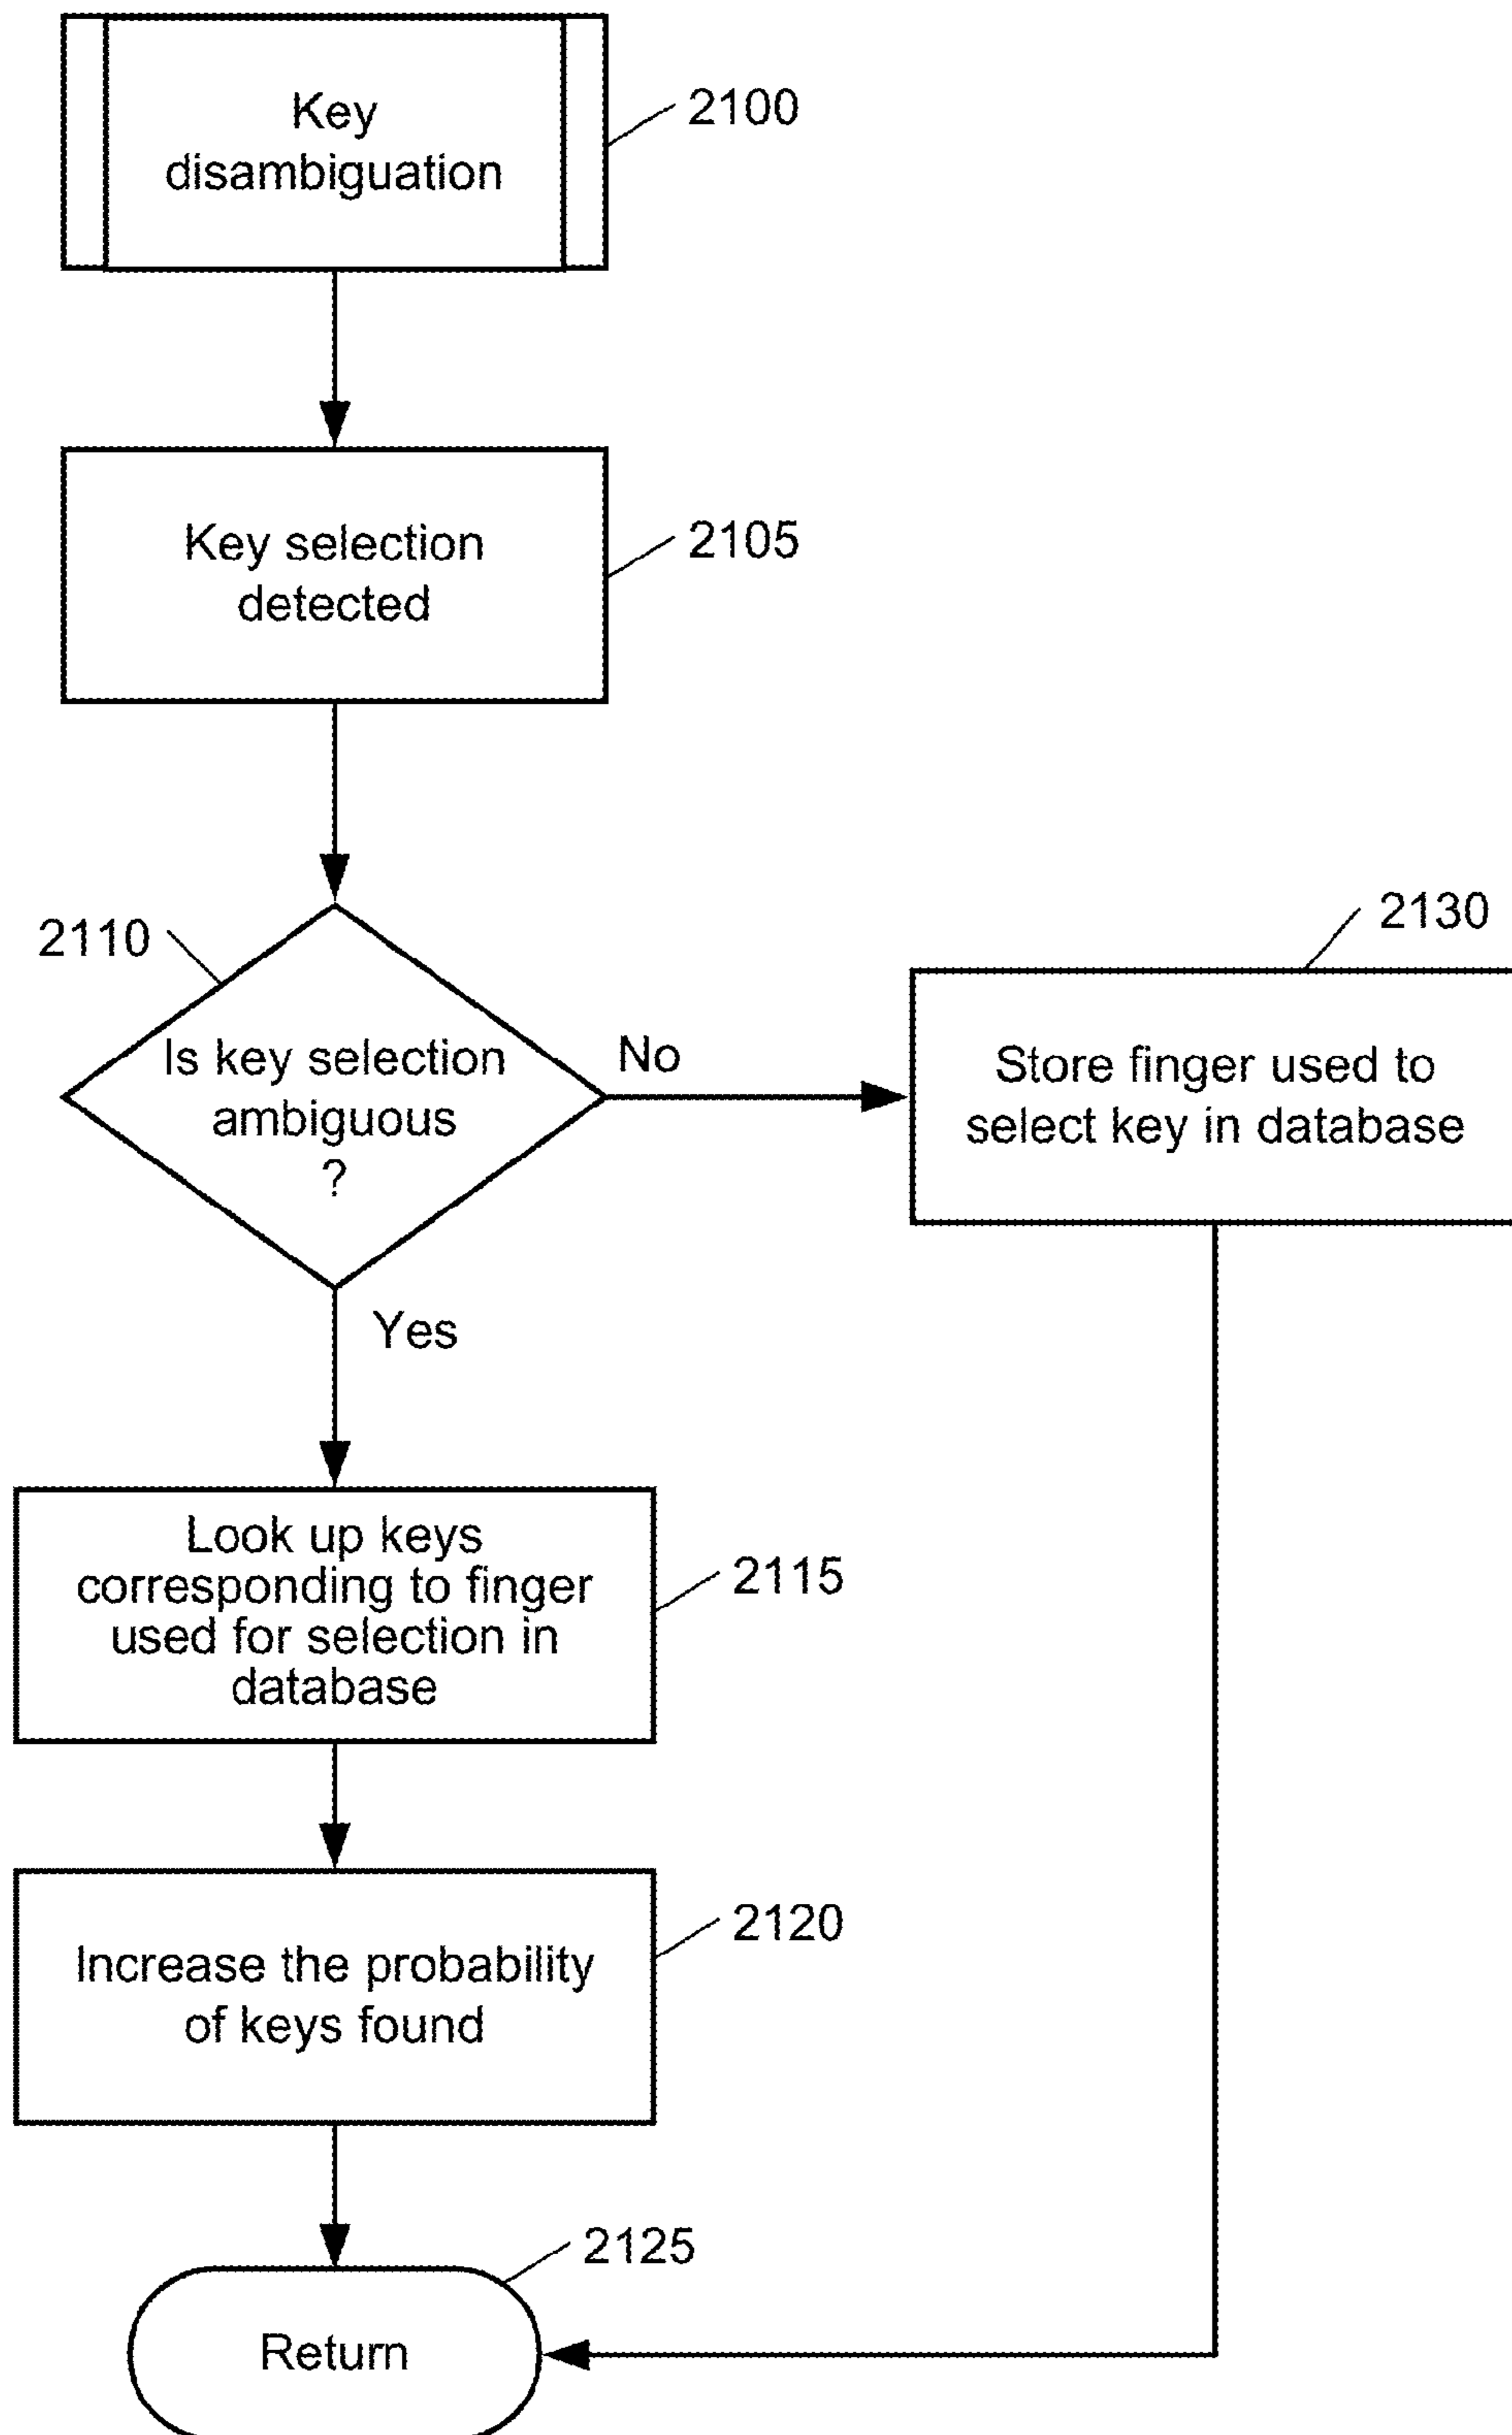 Key
disambiguation
2100
Key selection
detected
2105
2110
Is key selection
ambiguous
?
No
2130
Store finger used to
select key in database
Yes
Look up keys
corresponding to finger
used for selection in
database
2115
Increase the probability
of keys found
2120
2125
Return